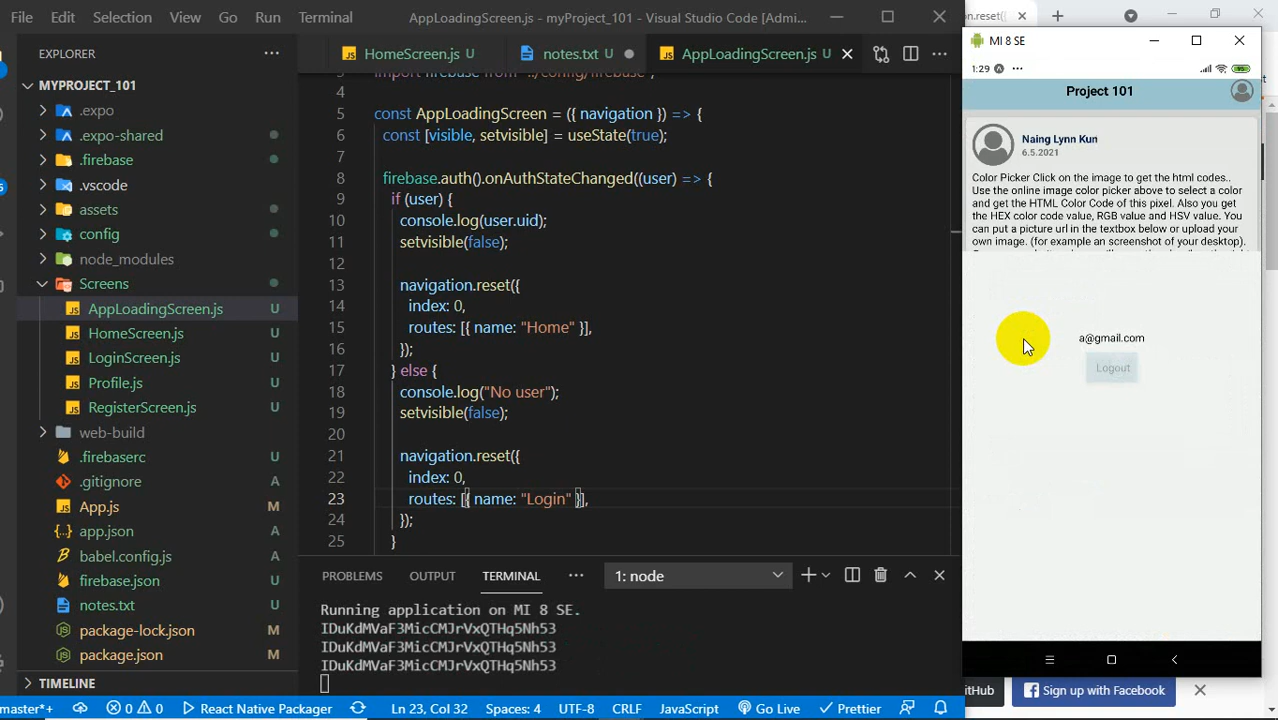 File Edit Selection View Go Run Terminal AppLoadingScreen.js - myProject_101 - Visual Studio Code [Admi...
on.reset({
MI 8 SE
EXPLORER
HomeScreen.js U
notes.txt
AppLoadingScreen.js U
1:29
MYPROJECT_101
.expo
.expo-shared
.firebase
.vscode
assets
config
node_modules
Screens
AppLoadingScreen.js U
HomeScreen.js U
LoginScreen.js U
Profile.js U
RegisterScreen.js U
web-build
.firebaserc U
.gitignore A
App.js M
app.json A
babel.config.js A
firebase.json U
notes.txt U
package-lock.json M
package.json M
TIMELINE
4
5 const AppLoadingScreen = ({ navigation }) => {
6 const [visible, setvisible] = useState(true);
7
8 firebase.auth().onAuthStateChanged((user) => {
9 if (user) {
10 console.log(user.uid);
11 setvisible(false);
12
13 navigation.reset({
14 index: 0,
15 routes: [{ name: "Home" }],
16 });
17 } else {
18 console.log("No user");
19 setvisible(false);
20
21 navigation.reset({
22 index: 0,
23 routes: [{ name: "Login" }],
24 });
25 }
PROBLEMS OUTPUT TERMINAL 1: node
Running application on MI 8 SE.
IDuKdMVaF3MicCMJrVxQTHq5Nh53
IDuKdMVaF3MicCMJrVxQTHq5Nh53
IDuKdMVaF3MicCMJrVxQTHq5Nh53
Project 101
Naing Lynn Kun
6.5.2021
Color Picker Click on the image to get the html codes..
Use the online image color picker above to select a color
and get the HTML Color Code of this pixel. Also you get
the HEX color code value, RGB value and HSV value. You
can put a picture url in the textbox below or upload your
own image. (for example an screenshot of your desktop).
a@gmail.com
Logout
itHub
Sign up with Facebook
master*+ 0 0 React Native Packager Ln 23, Col 32 Spaces: 4 UTF-8 CRLF JavaScript Go Live Prettier